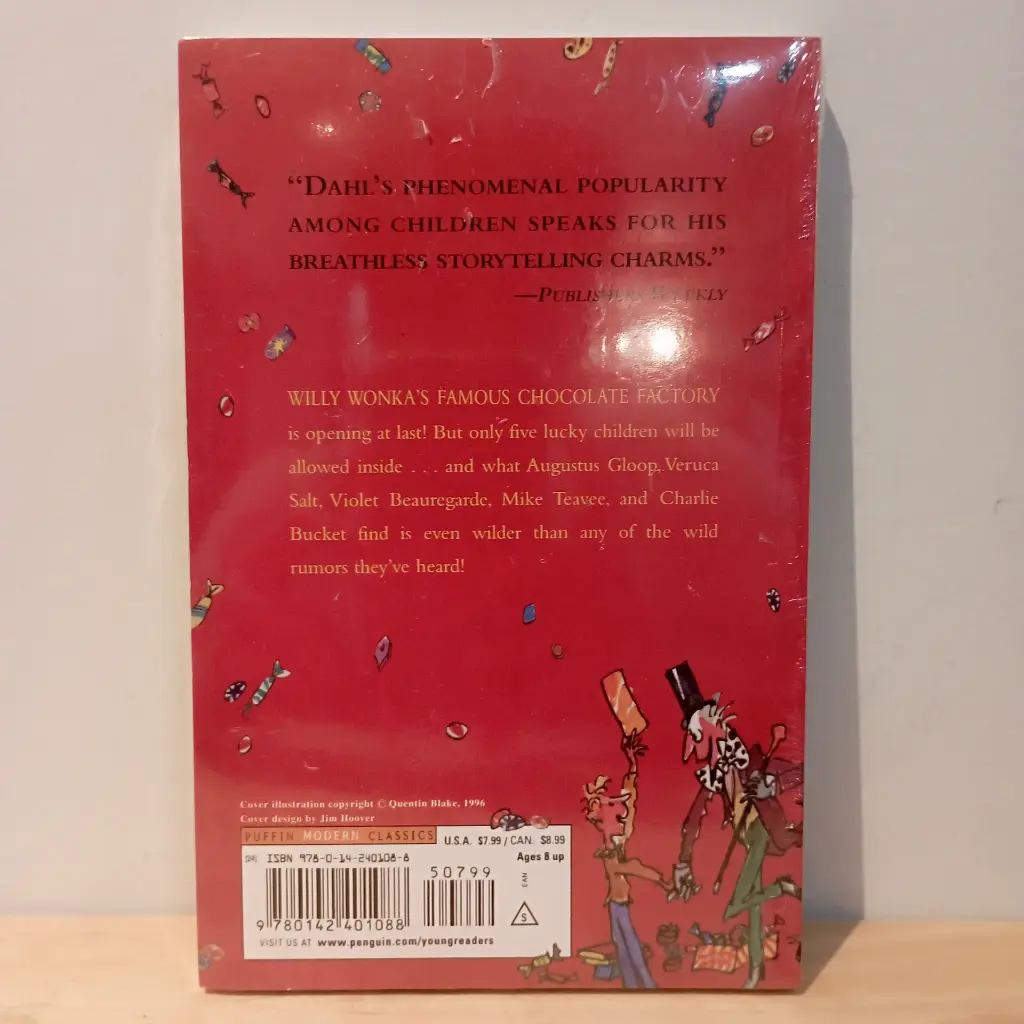 “DAHL’S PHENOMENAL POPULARITY
AMONG CHILDREN SPEAKS FOR HIS
BREATHLESS STORYTELLING CHARMS.”
—PUBLISHERS WEEKLY
WILLY WONKA’S FAMOUS CHOCOLATE FACTORY
is opening at last! But only five lucky children will be
allowed inside . . . and what Augustus Gloop, Veruca
Salt, Violet Beauregarde, Mike Teavee, and Charlie
Bucket find is even wilder than any of the wild
rumors they’ve heard!
Cover illustration copyright © Quentin Blake, 1996
Cover design by Jim Hoover
PUFFIN MODERN CLASSICS
U.S.A. $7.99 / CAN. $8.99
Ages 8 up
ISBN 978-0-14-240108-8
50799
EAN
S
9 780142 401088
VISIT US AT www.penguin.com/youngreaders